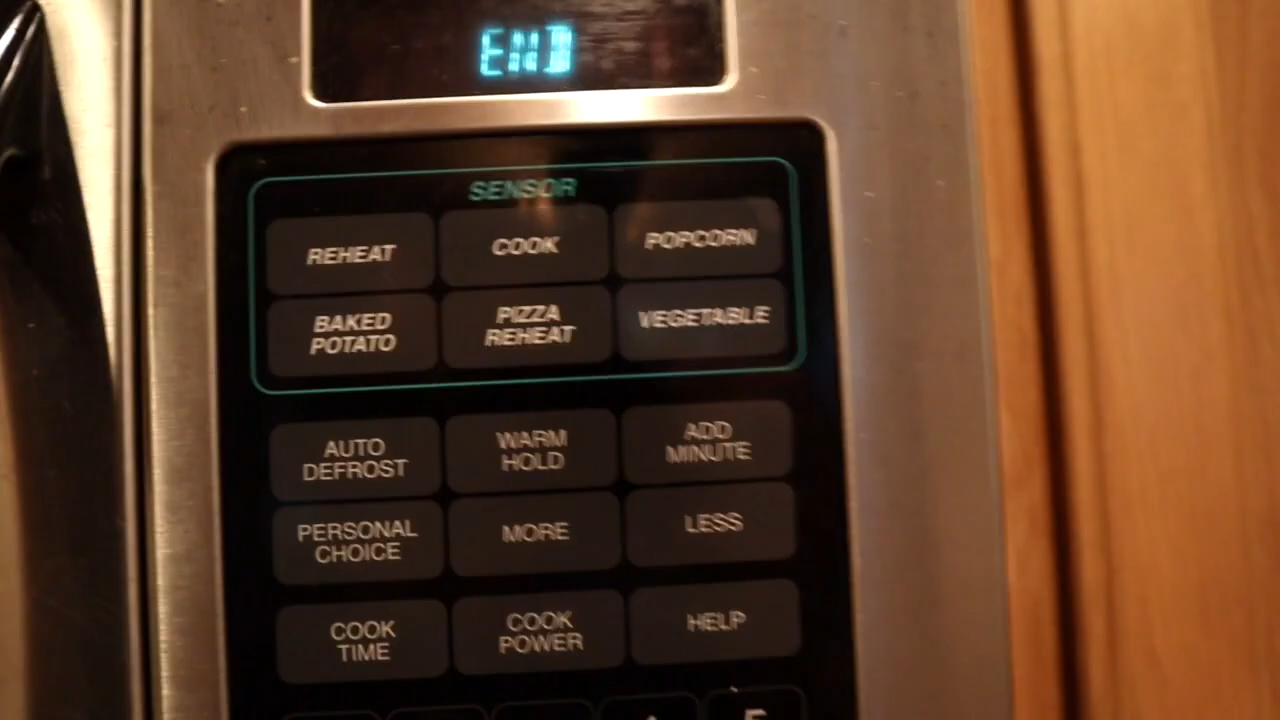 END
SENSOR
REHEAT
COOK
POPCORN
BAKED
POTATO
PIZZA
REHEAT
VEGETABLE
AUTO
DEFROST
WARM
HOLD
ADD
MINUTE
PERSONAL
CHOICE
MORE
LESS
COOK
TIME
COOK
POWER
HELP